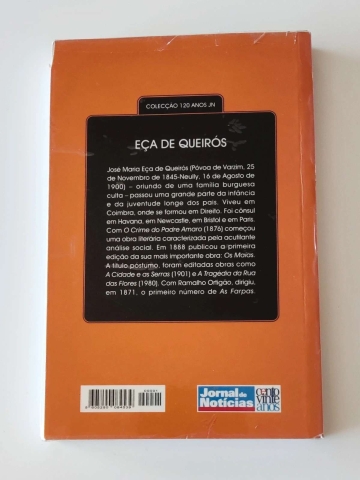 COLECÇÃO 120 ANOS JN
EÇA DE QUEIRÓS
José Maria Eça de Queirós (Póvoa de Varzim, 25
de Novembro de 1845-Neully, 16 de Agosto de
1900) – oriundo de uma família burguesa
culta – passou grande parte da infância e
da juventude longe dos pais. Viveu em
Coimbra, onde se formou em Direito. Foi cônsul
em Havana, em Newcastle, em Bristol e em Paris.
Com O Crime do Padre Amaro (1876) começou
uma obra literária caracterizada pela acutilante
análise social. Em 1888 publicou a primeira
edição da sua mais importante obra: Os Maias.
A título póstumo, foram editadas obras como
A Cidade e as Serras (1901) e A Tragédia da Rua
das Flores (1980). Com Ramalho Ortigão, dirigiu,
em 1871, o primeiro número de As Farpas.
Jornal de
Notícias
cento
vinte
anos